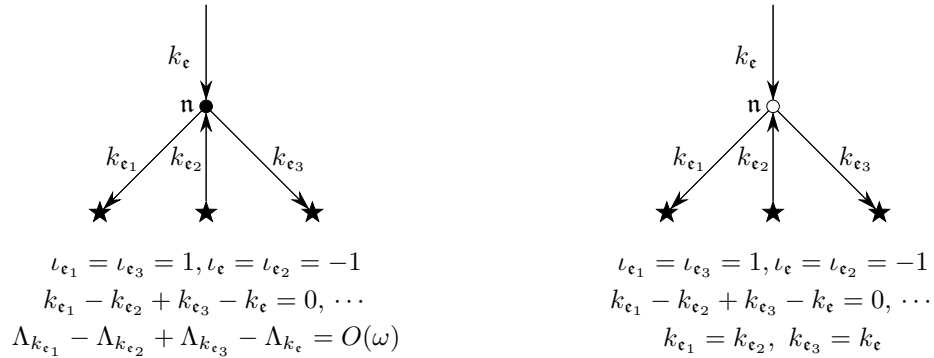 𝑘_𝔢 𝑘_𝔢
𝔫 𝔫
𝑘_{𝔢_1} 𝑘_{𝔢_2} 𝑘_{𝔢_3} 𝑘_{𝔢_1} 𝑘_{𝔢_2} 𝑘_{𝔢_3}
ι_{𝔢_1} = ι_{𝔢_3} = 1, ι_𝔢 = ι_{𝔢_2} = −1 ι_{𝔢_1} = ι_{𝔢_3} = 1, ι_𝔢 = ι_{𝔢_2} = −1
𝑘_{𝔢_1} − 𝑘_{𝔢_2} + 𝑘_{𝔢_3} − 𝑘_𝔢 = 0, ⋯ 𝑘_{𝔢_1} − 𝑘_{𝔢_2} + 𝑘_{𝔢_3} − 𝑘_𝔢 = 0, ⋯
Λ_{𝑘_{𝔢_1}} − Λ_{𝑘_{𝔢_2}} + Λ_{𝑘_{𝔢_3}} − Λ_{𝑘_𝔢} = 𝑂(ω) 𝑘_{𝔢_1} = 𝑘_{𝔢_2}, 𝑘_{𝔢_3} = 𝑘_𝔢